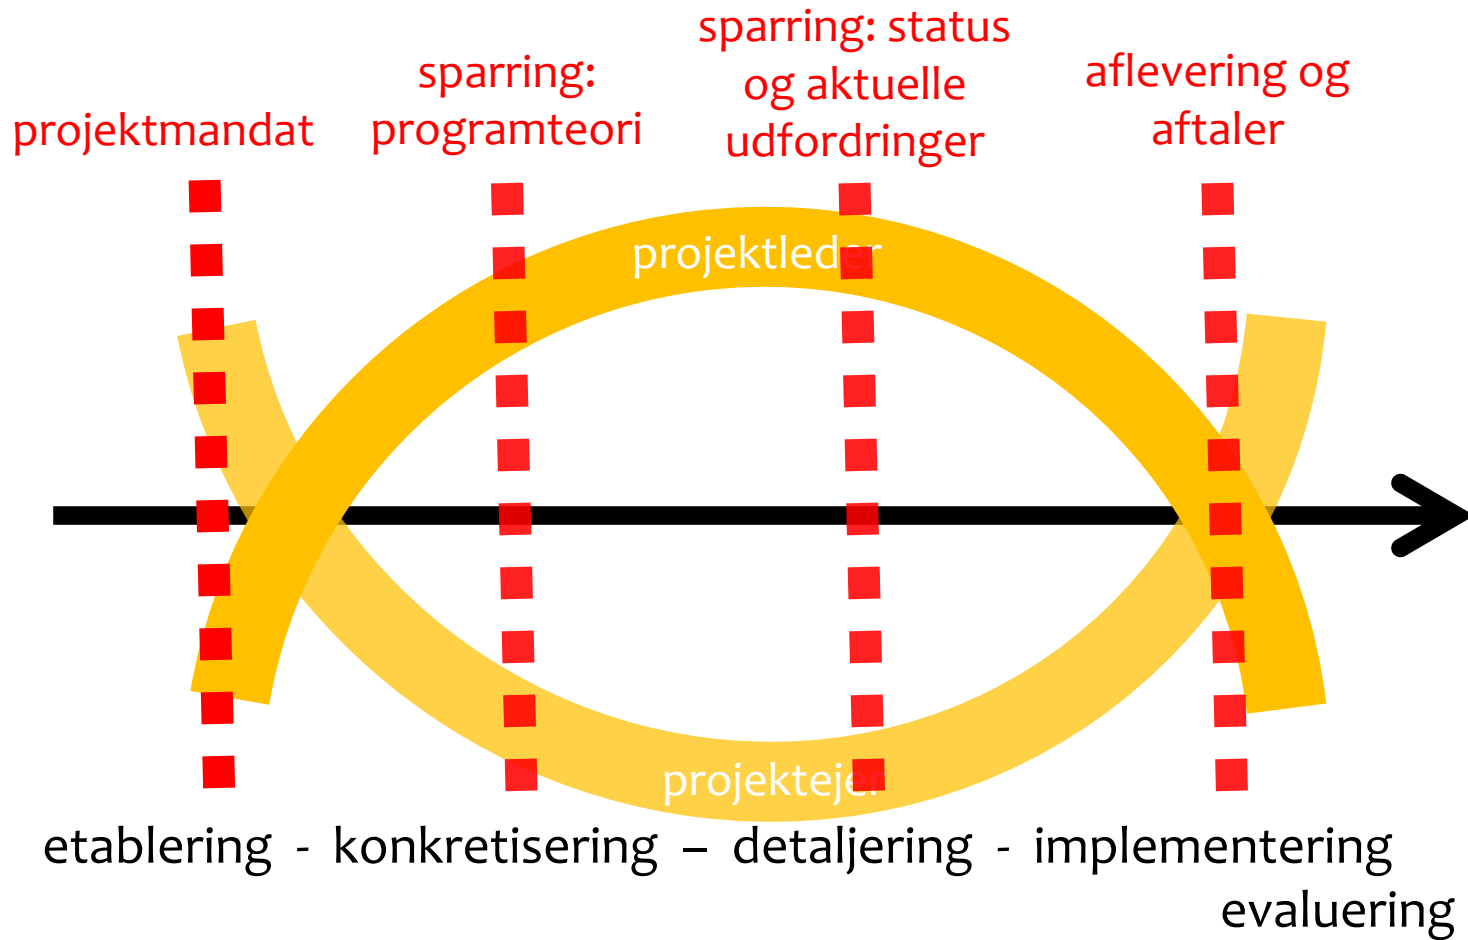 projektmandat
sparring:
programteori
sparring: status
og aktuelle
udfordringer
aflevering og
aftaler
projektleder
projektejer
etablering - konkretisering – detaljering - implementering
evaluering